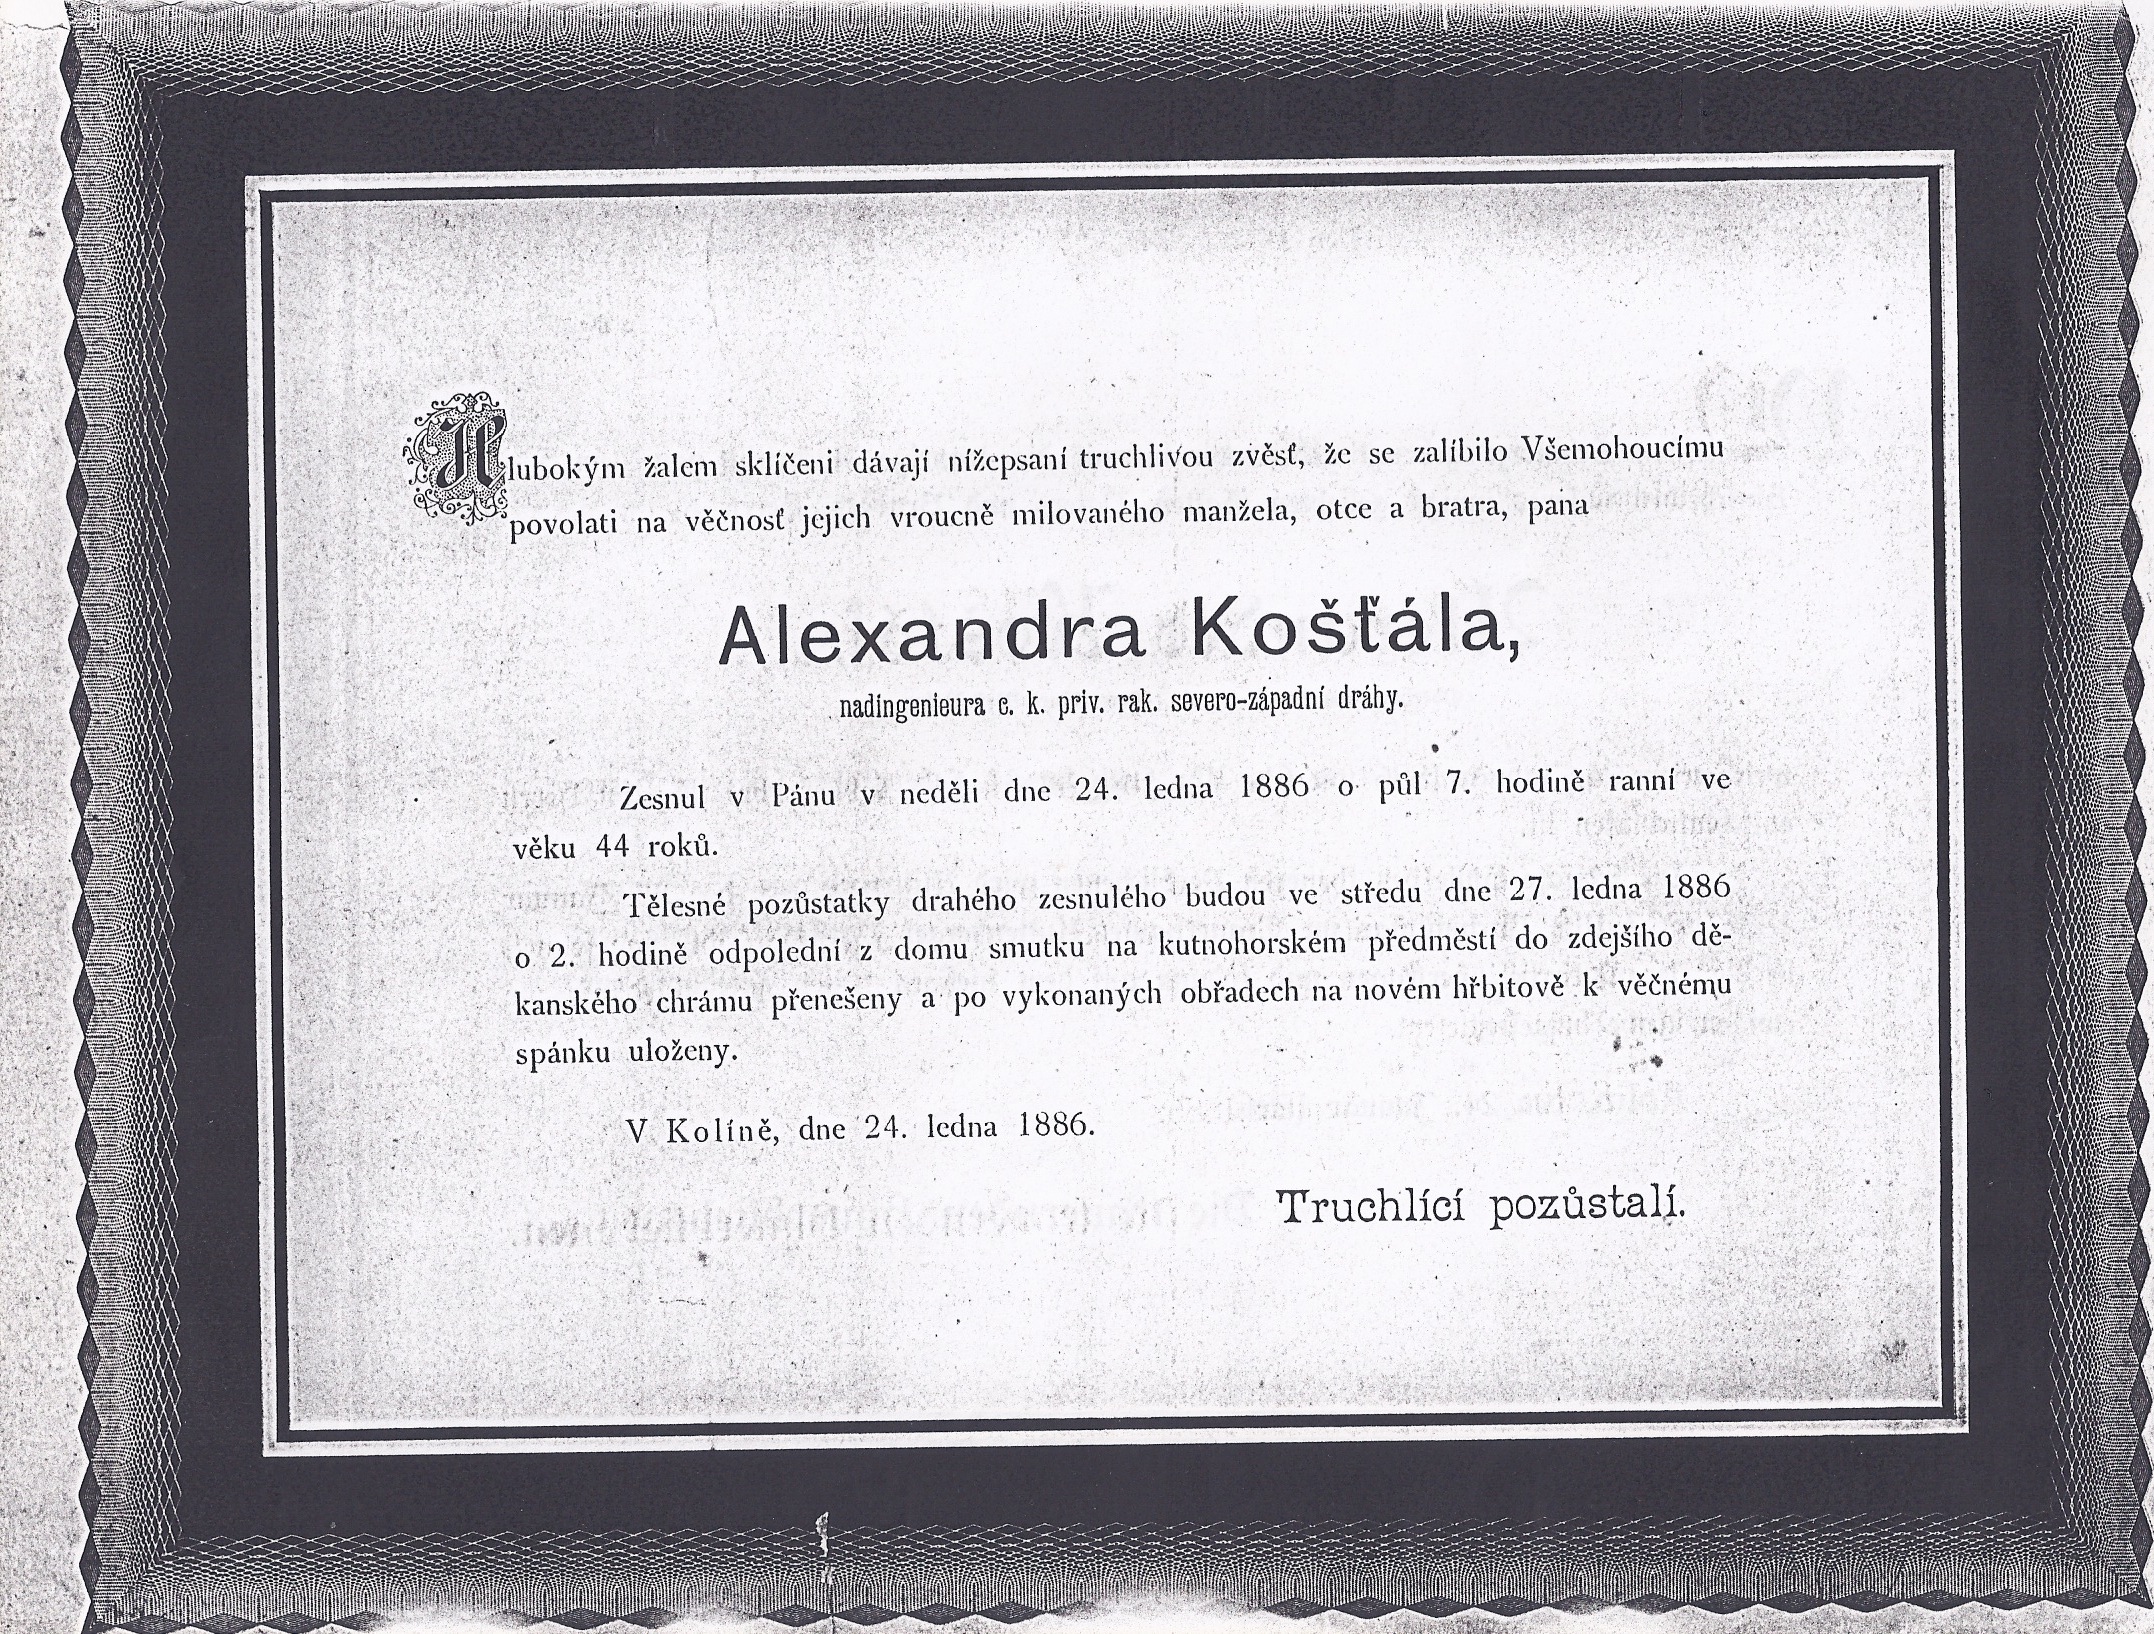 Hlubokým žalem sklíčeni dávají nížepsaní truchlivou zvěsť, že se zalíbilo Všemohoucímu
povolati na věčnosť jejich vroucně milovaného manžela, otce a bratra, pana
Alexandra Košťála,
nadingenieura c. k. priv. rak. severo-západní dráhy.
Zesnul v Pánu v neděli dne 24. ledna 1886 o půl 7. hodině ranní ve
věku 44 roků.
Tělesné pozůstatky drahého zesnulého budou ve středu dne 27. ledna 1886
o 2. hodině odpolední z domu smutku na kutnohorském předměstí do zdejšího dě-
kanského chrámu přenešeny a po vykonaných obřadech na novém hřbitově k věčnému
spánku uloženy.
V Kolíně, dne 24. ledna 1886.
Truchlící pozůstalí.